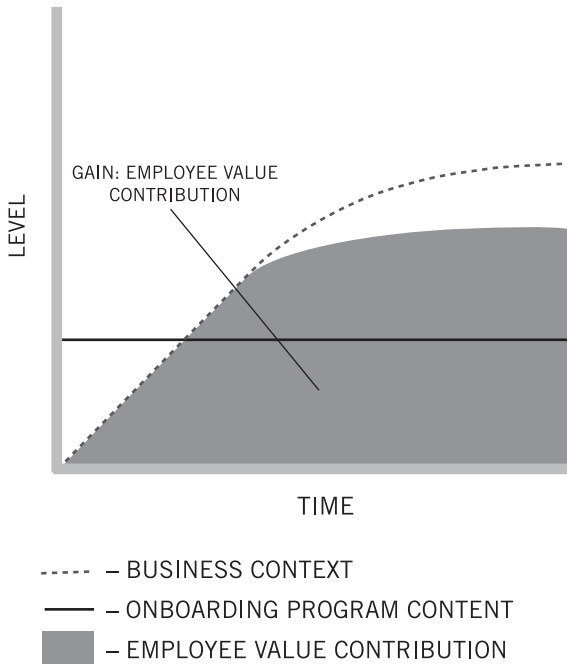 GAIN: EMPLOYEE VALUE
CONTRIBUTION
LEVEL
TIME
– BUSINESS CONTEXT
– ONBOARDING PROGRAM CONTENT
– EMPLOYEE VALUE CONTRIBUTION